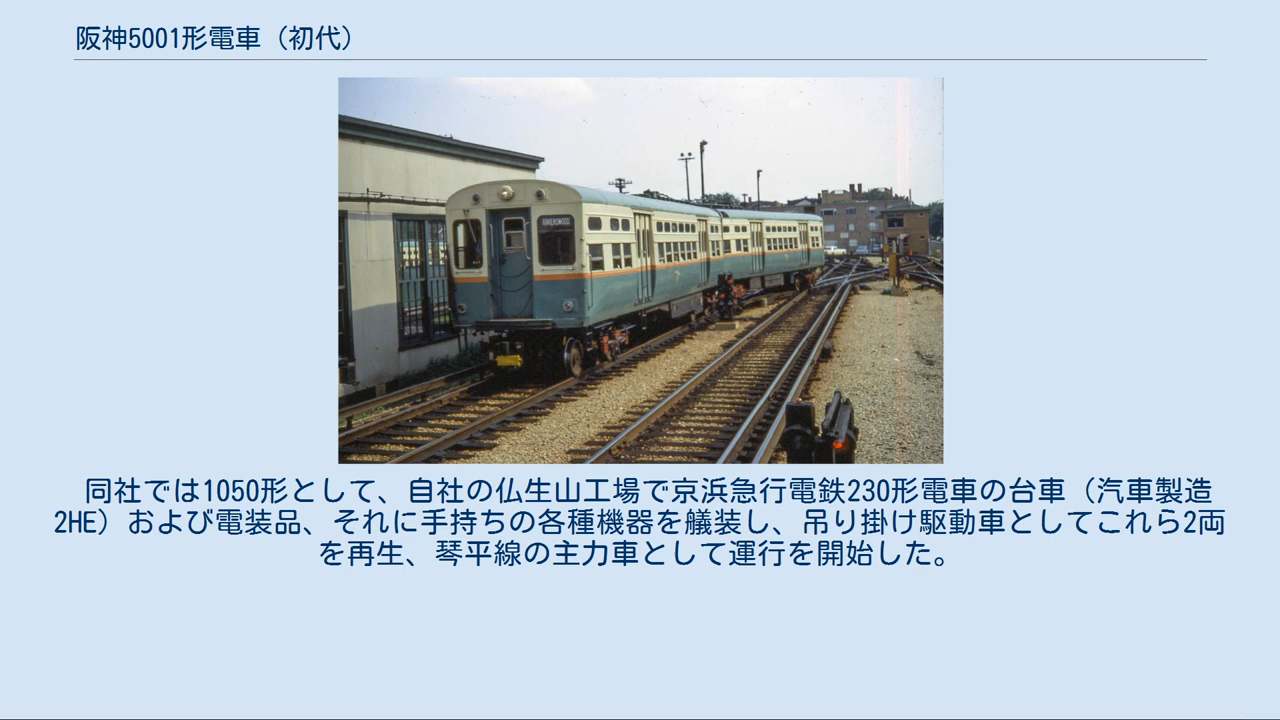 阪神5001形電車（初代）
RAVENSWOOD
同社では1050形として、自社の仏生山工場で京浜急行電鉄230形電車の台車（汽車製造
2HE）および電装品、それに手持ちの各種機器を艤装し、吊り掛け駆動車としてこれら2両
を再生、琴平線の主力車として運行を開始した。